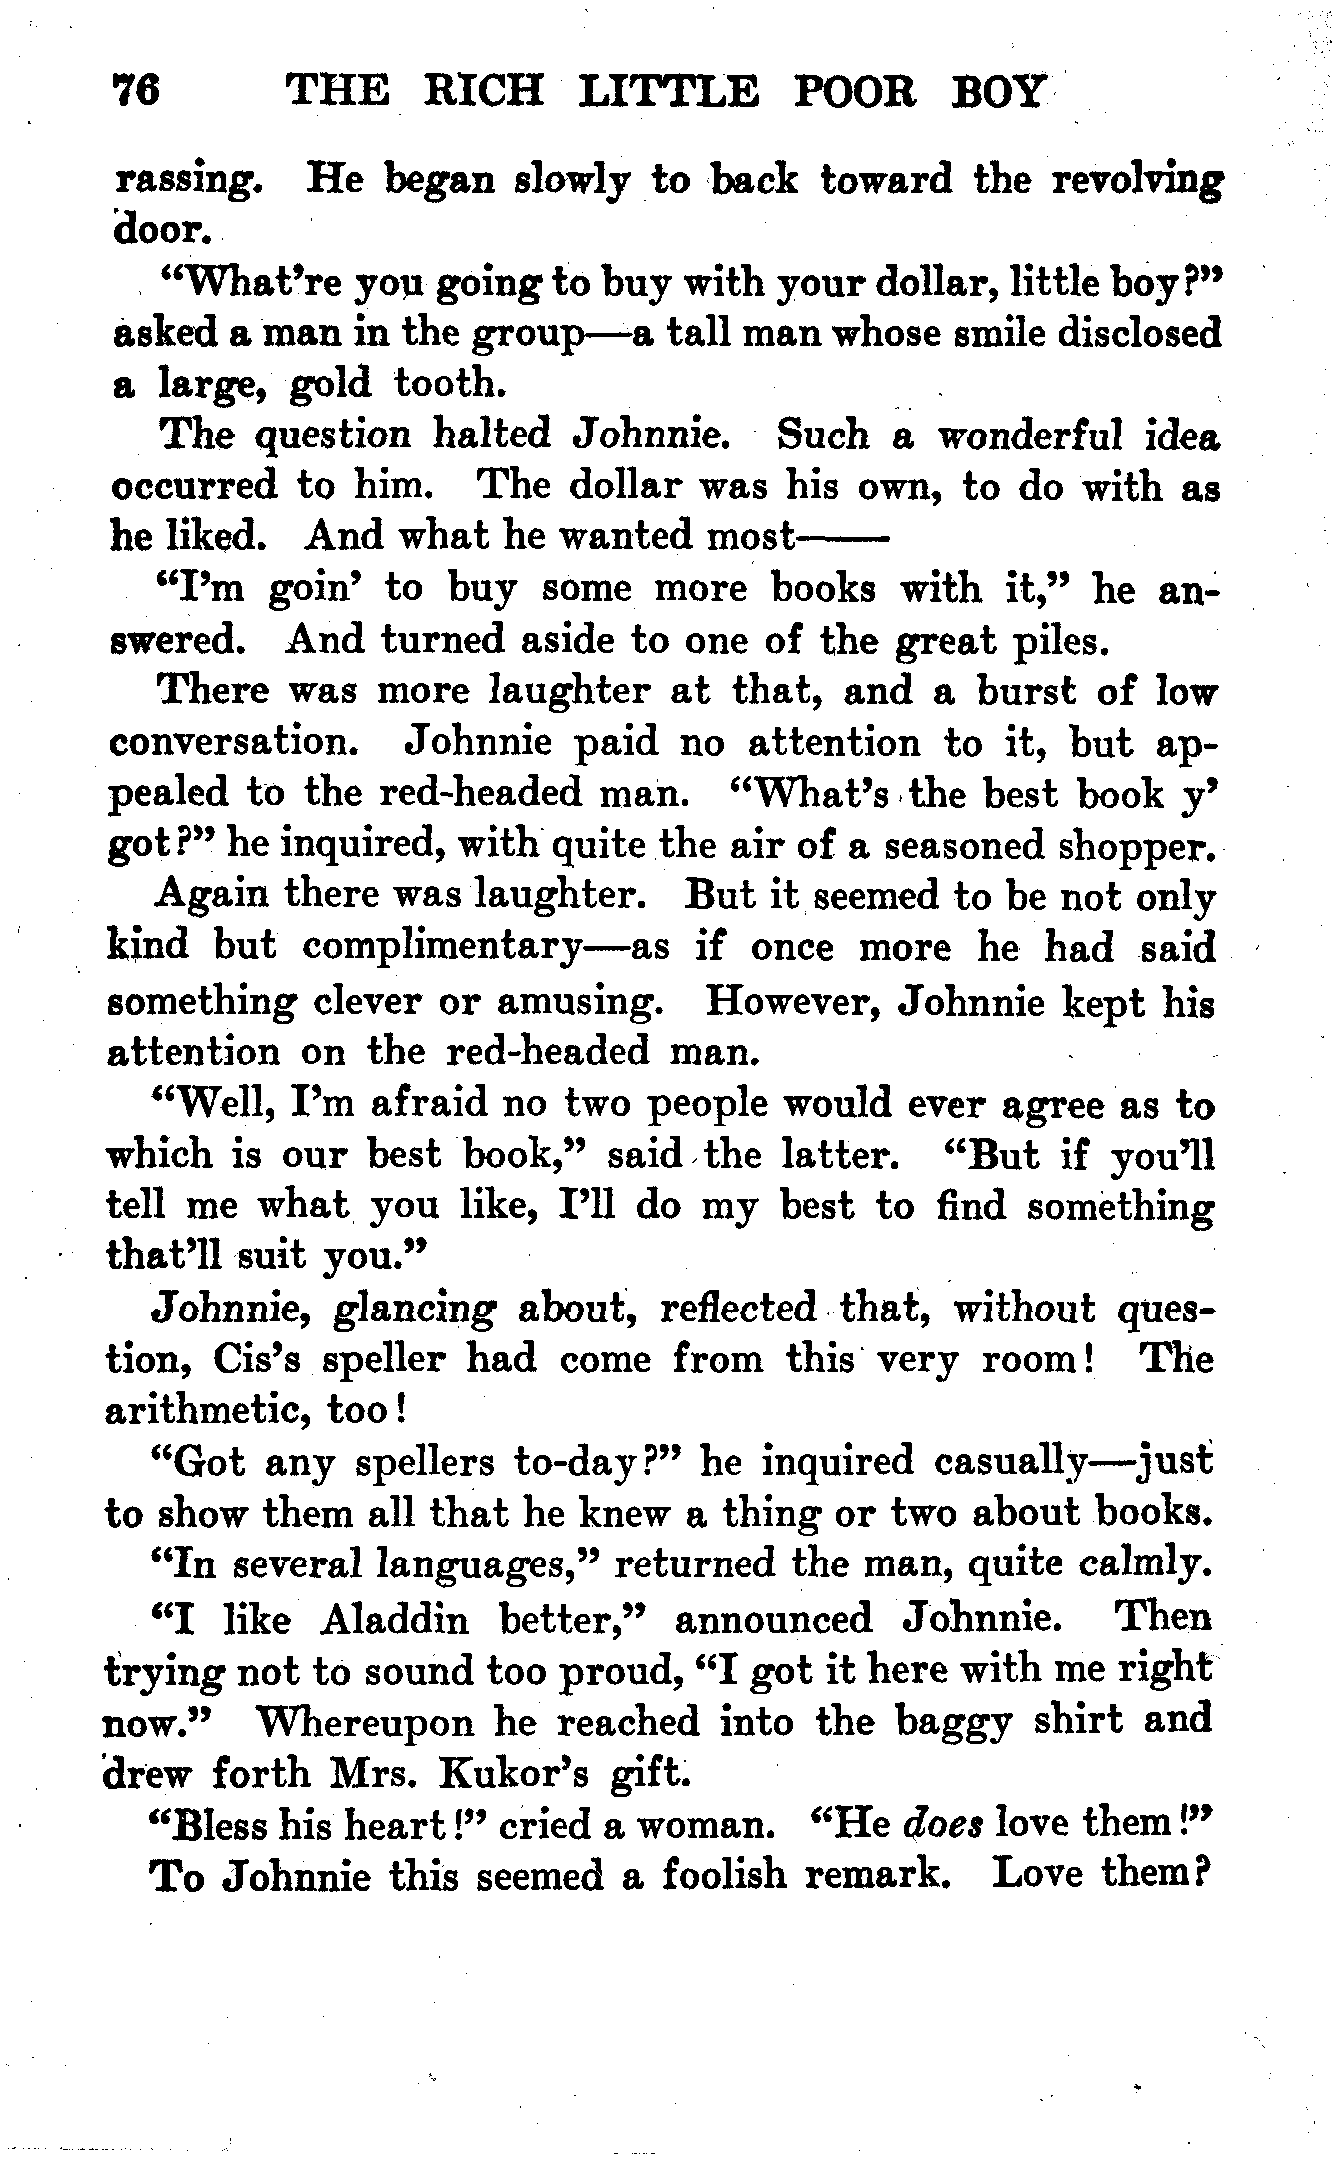 76 THE RICH LITTLE POOR BOY
rassing. He began slowly to back toward the revolving
door.
“What’re you going to buy with your dollar, little boy?”
asked a man in the group—a tall man whose smile disclosed
a large, gold tooth.
The question halted Johnnie. Such a wonderful idea
occurred to him. The dollar was his own, to do with as
he liked. And what he wanted most——
“I’m goin’ to buy some more books with it,” he an-
swered. And turned aside to one of the great piles.
There was more laughter at that, and a burst of low
conversation. Johnnie paid no attention to it, but ap-
pealed to the red-headed man. “What’s the best book y’
got?” he inquired, with quite the air of a seasoned shopper.
Again there was laughter. But it seemed to be not only
kind but complimentary—as if once more he had said
something clever or amusing. However, Johnnie kept his
attention on the red-headed man.
“Well, I’m afraid no two people would ever agree as to
which is our best book,” said the latter. “But if you’ll
tell me what you like, I’ll do my best to find something
that’ll suit you.”
Johnnie, glancing about, reflected that, without ques-
tion, Cis’s speller had come from this very room! The
arithmetic, too!
“Got any spellers to-day?” he inquired casually—just
to show them all that he knew a thing or two about books.
“In several languages,” returned the man, quite calmly.
“I like Aladdin better,” announced Johnnie. Then
trying not to sound too proud, “I got it here with me right
now.” Whereupon he reached into the baggy shirt and
drew forth Mrs. Kukor’s gift.
“Bless his heart!” cried a woman. “He does love them!”
To Johnnie this seemed a foolish remark. Love them?